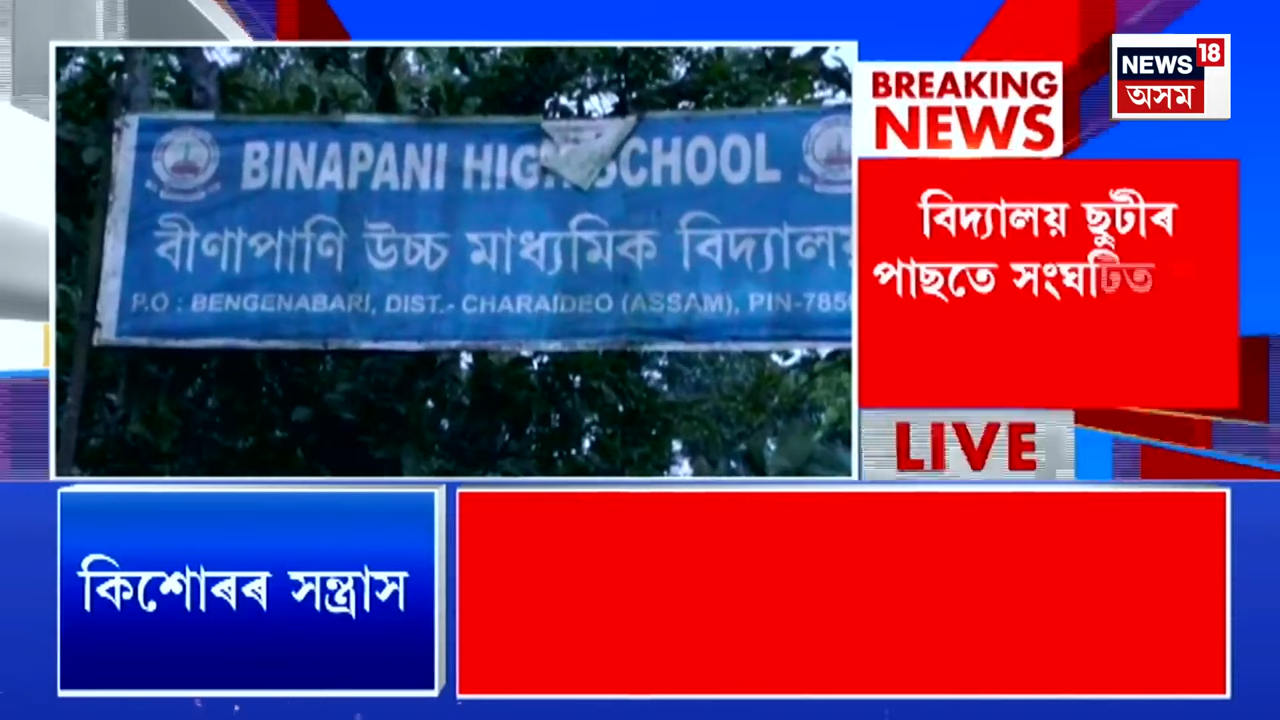 BINAPANI HIGH SCHOOL
বীণাপাণি উচ্চ মাধ্যমিক বিদ্যালয়
P.O : BENGENABARI, DIST.- CHARAIDEO (ASSAM), PIN-785
BREAKING
NEWS
NEWS 18
অসম
বিদ্যালয় ছুটীৰ
পাছতে সংঘটিত
LIVE
কিশোৰৰ সন্ত্ৰাস